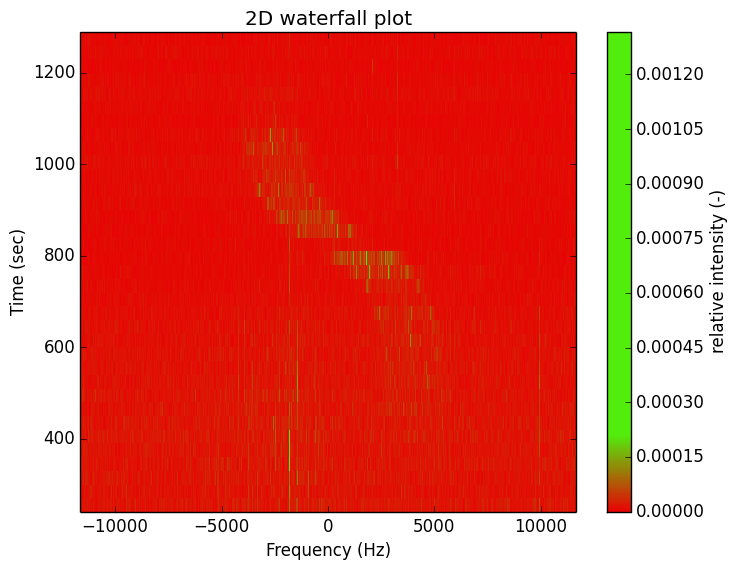 2D waterfall plot
1200
1000
800
600
400
Time (sec)
−10000 −5000 0 5000 10000
Frequency (Hz)
0.00120
0.00105
0.00090
0.00075
0.00060
0.00045
0.00030
0.00015
0.00000
relative intensity (-)